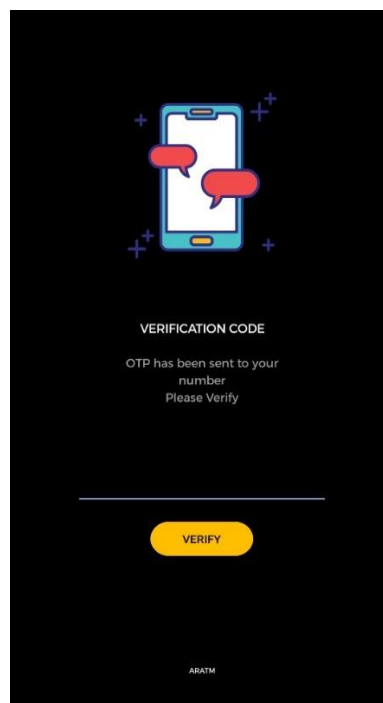 VERIFICATION CODE
OTP has been sent to your
number
Please Verify
VERIFY
ARATM